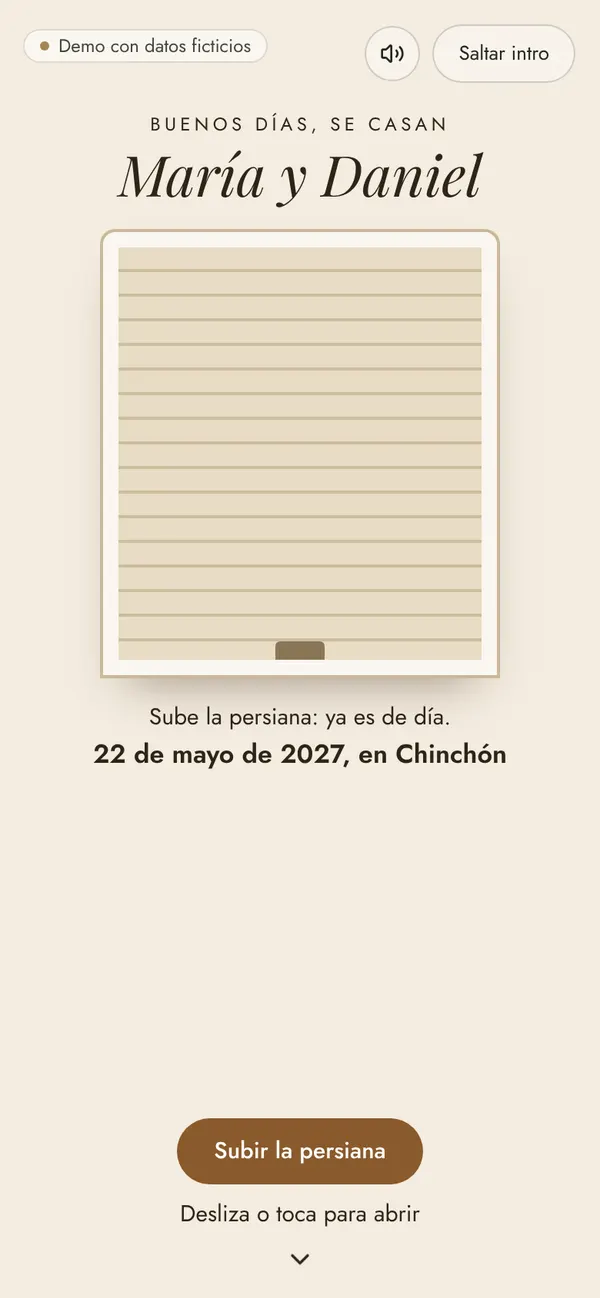 Demo con datos ficticios
Saltar intro
BUENOS DÍAS, SE CASAN
María y Daniel
Sube la persiana: ya es de día.
22 de mayo de 2027, en Chinchón
Subir la persiana
Desliza o toca para abrir